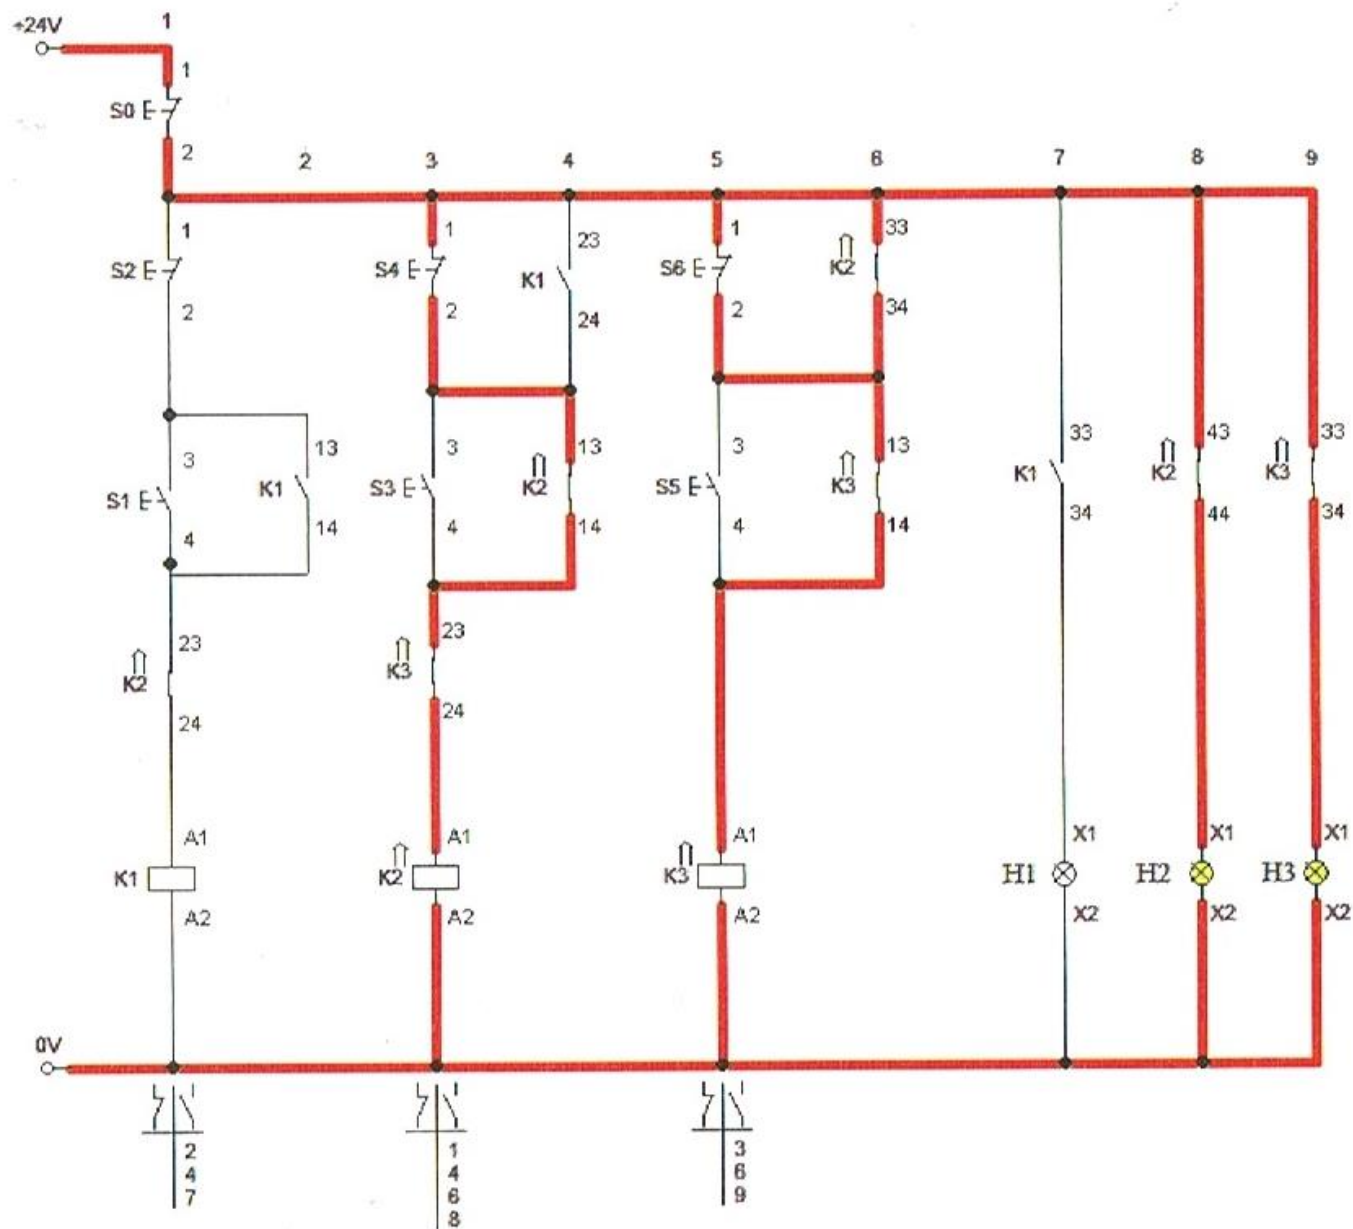 +24V 1
1
S0
2
2 3 4 5 6 7 8 9
1 1 23 1 33
S2 S4 K1 S6 K2
2 2 24 2 34
3 13 3 13 3 13 33 43 33
S1 K1 S3 K2 S5 K3 K1 K2 K3
4 14 4 14 4 14 34 44 34
23 23
K2 K3
24 24
A1 A1 A1 X1 X1 X1
K1 K2 K3 H1 H2 H3
A2 A2 A2 X2 X2 X2
0V
2 1 3
4 4 6
7 6 9
8